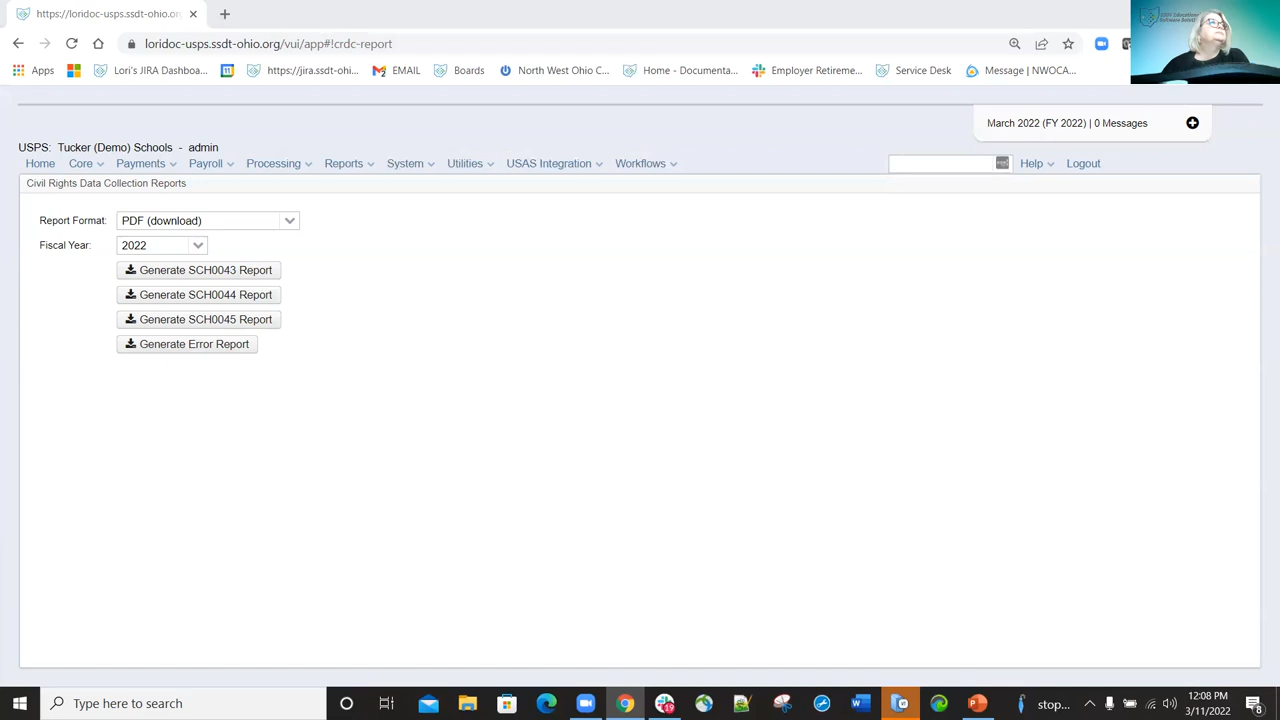 https://loridoc-usps.ssdt-ohio.org
loridoc-usps.ssdt-ohio.org/vui/app#!crdc-report
Apps
Lori's JIRA Dashboa...
https://jira.ssdt-ohi...
EMAIL
Boards
North West Ohio C...
Home - Documenta...
Employer Retireme...
Service Desk
Message | NWOCA...
March 2022 (FY 2022) | 0 Messages
USPS: Tucker (Demo) Schools - admin
Home Core Payments Payroll Processing Reports System Utilities USAS Integration Workflows Help Logout
Civil Rights Data Collection Reports
Report Format: PDF (download)
Fiscal Year: 2022
Generate SCH0043 Report
Generate SCH0044 Report
Generate SCH0045 Report
Generate Error Report
Type here to search
19
stop...
12:08 PM
3/11/2022
8